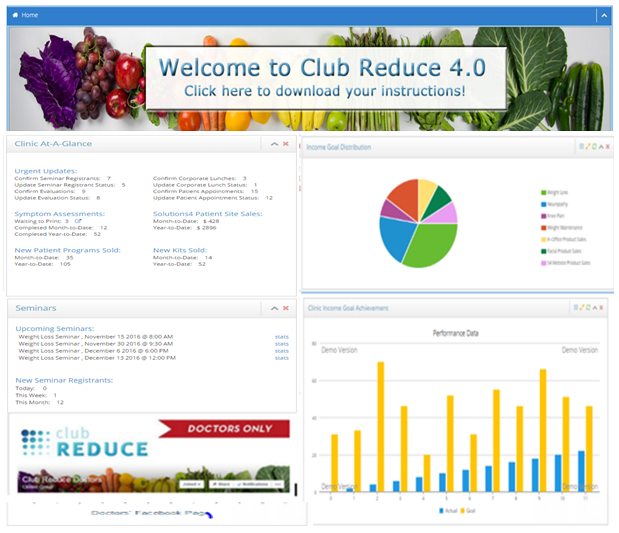 Home
Welcome to Club Reduce 4.0
Click here to download your instructions!
Clinic At-A-Glance
Urgent Updates:
Confirm Seminar Registrants: 7
Update Seminar Registrant Status: 5
Confirm Evaluations: 9
Update Evaluation Status: 8
Confirm Corporate Lunches: 3
Update Corporate Lunch Status: 1
Confirm Patient Appointments: 15
Update Patient Appointment Status: 12
Symptom Assessments:
Waiting to Print: 3
Completed Month-to-Date: 12
Completed Year-to-Date: 52
Solutions4 Patient Site Sales:
Month-to-Date: $ 428
Year-to-Date: $ 2896
New Patient Programs Sold:
Month-to-Date: 35
Year-to-Date: 105
New Kits Sold:
Month-to-Date: 14
Year-to-Date: 52
Income Goal Distribution
Weight Loss
Neuropathy
Knee Pain
Weight Maintenance
In-Office Product Sales
Facial Product Sales
S4 Website Product Sales
Seminars
Upcoming Seminars:
Weight Loss Seminar , November 15 2016 @ 8:00 AM stats
Weight Loss Seminar , November 30 2016 @ 9:30 AM stats
Weight Loss Seminar , December 6 2016 @ 6:00 PM stats
Weight Loss Seminar , December 13 2016 @ 12:00 PM stats
New Seminar Registrants:
Today: 0
This Week: 1
This Month: 12
club
REDUCE
DOCTORS ONLY
Club Reduce Doctors
Joined
Share
Notifications
Doctors' Facebook Page
Clinic Income Goal Achievement
Performance Data
Demo Version Demo Version
80
60
40
20
0
Demo Version Demo Version
0 1 2 3 4 5 6 7 8 9 10 11
Actual Goal